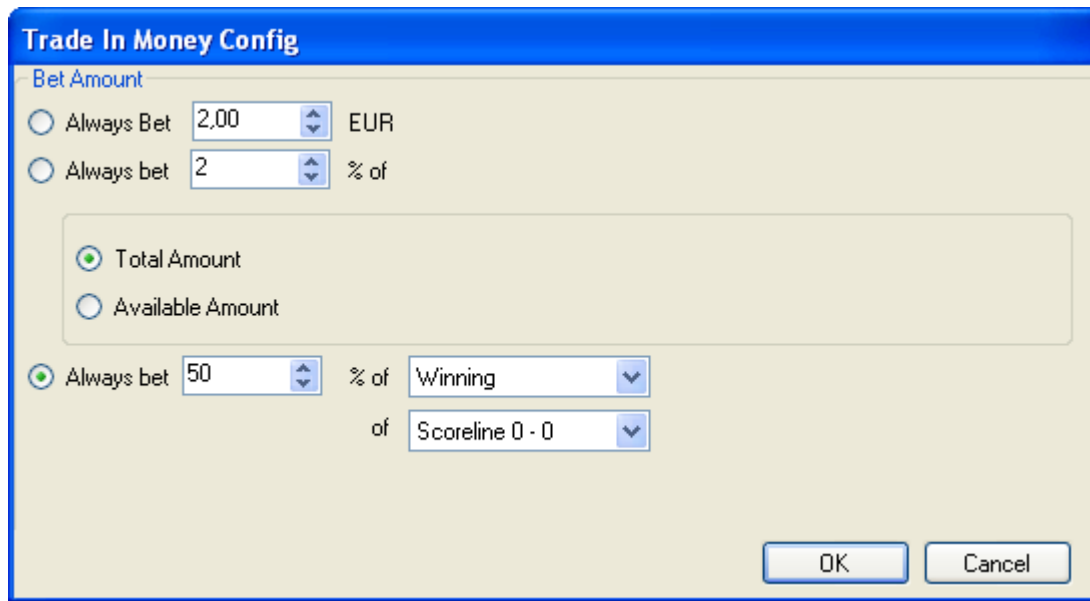 Trade In Money Config
Bet Amount
Always Bet 2,00 EUR
Always bet 2 % of
Total Amount
Available Amount
Always bet 50 % of Winning
of Scoreline 0 - 0
OK Cancel